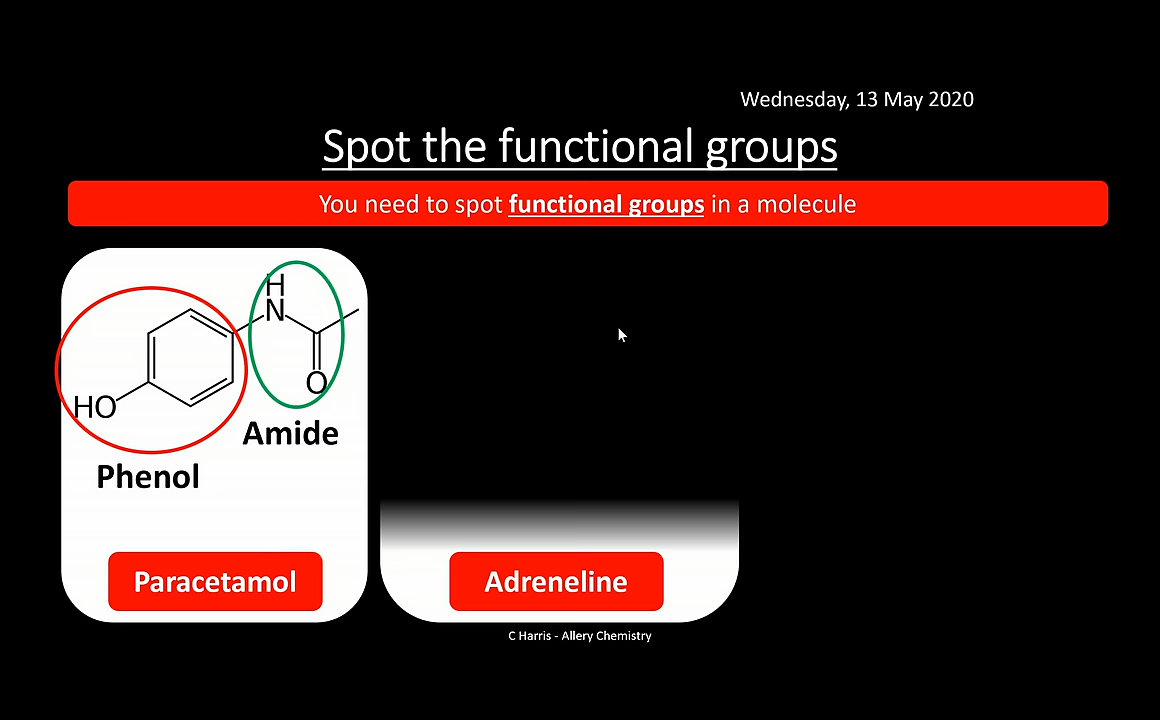 Wednesday, 13 May 2020
Spot the functional groups
You need to spot functional groups in a molecule
H
N
O
HO
Amide
Phenol
Paracetamol
Adreneline
C Harris - Allery Chemistry